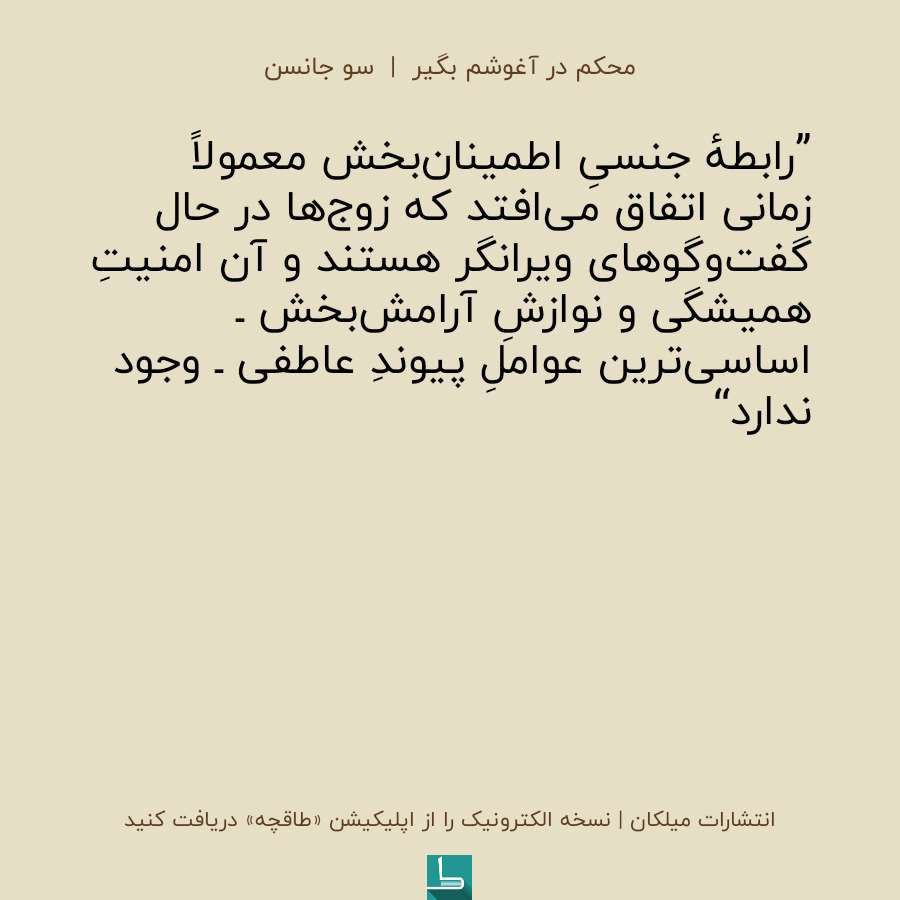 محکم در آغوشم بگیر | سو جانسن
”رابطهٔ جنسیِ اطمینان‌بخش معمولاً
زمانی اتفاق می‌افتد که زوج‌ها در حال
گفت‌وگوهای ویرانگر هستند و آن امنیتِ
همیشگی و نوازشِ آرامش‌بخش ـ
اساسی‌ترین عواملِ پیوندِ عاطفی ـ وجود
ندارد“
انتشارات میلکان | نسخه الکترونیک را از اپلیکیشن «طاقچه» دریافت کنید